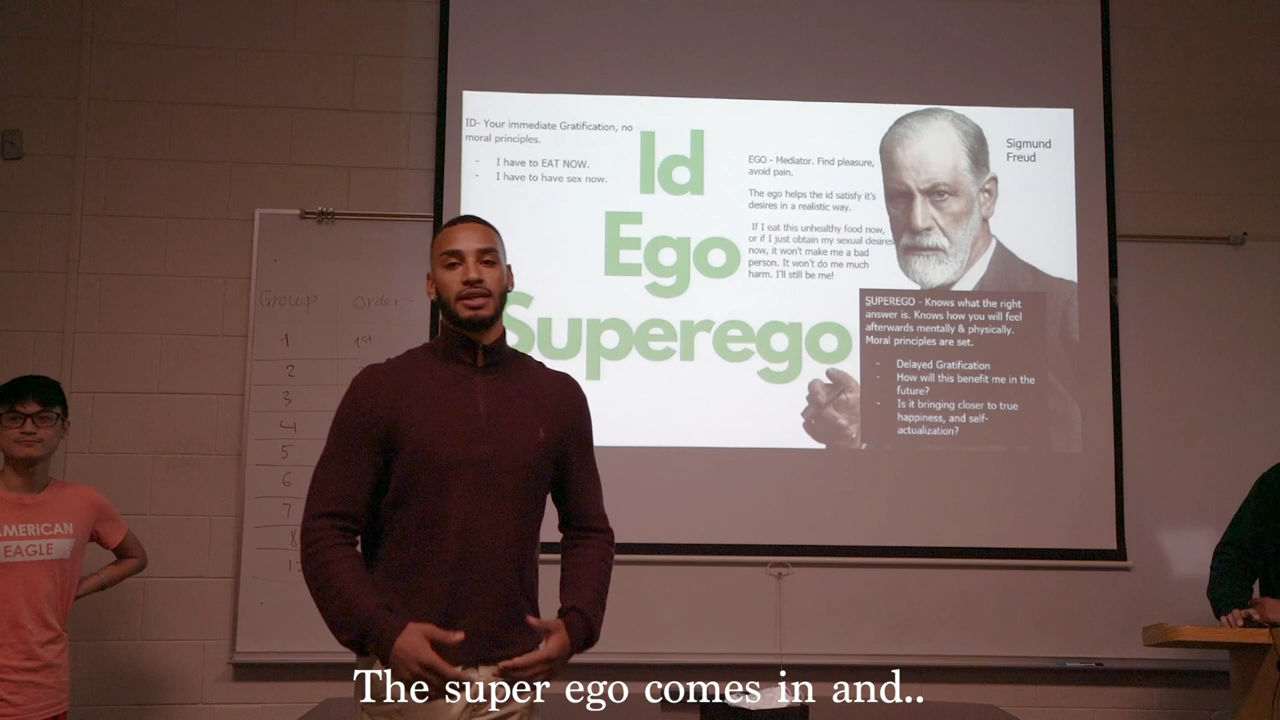 ID- Your immediate Gratification, no
moral principles.
- I have to EAT NOW.
- I have to have sex now.
Id
Ego
Superego
EGO - Mediator. Find pleasure,
avoid pain.
The ego helps the id satisfy it's
desires in a realistic way.
If I eat this unhealthy food now,
or if I just obtain my sexual desires
now, it won't make me a bad
person. It won't do me much
harm. I'll still be me!
Sigmund
Freud
SUPEREGO - Knows what the right
answer is. Knows how you will feel
afterwards mentally & physically.
Moral principles are set.
- Delayed Gratification
- How will this benefit me in the
future?
- Is it bringing closer to true
happiness, and self-
actualization?
Group Order
1 1st
2
3
4
5
6
7
8
AMERICAN
EAGLE
The super ego comes in and..